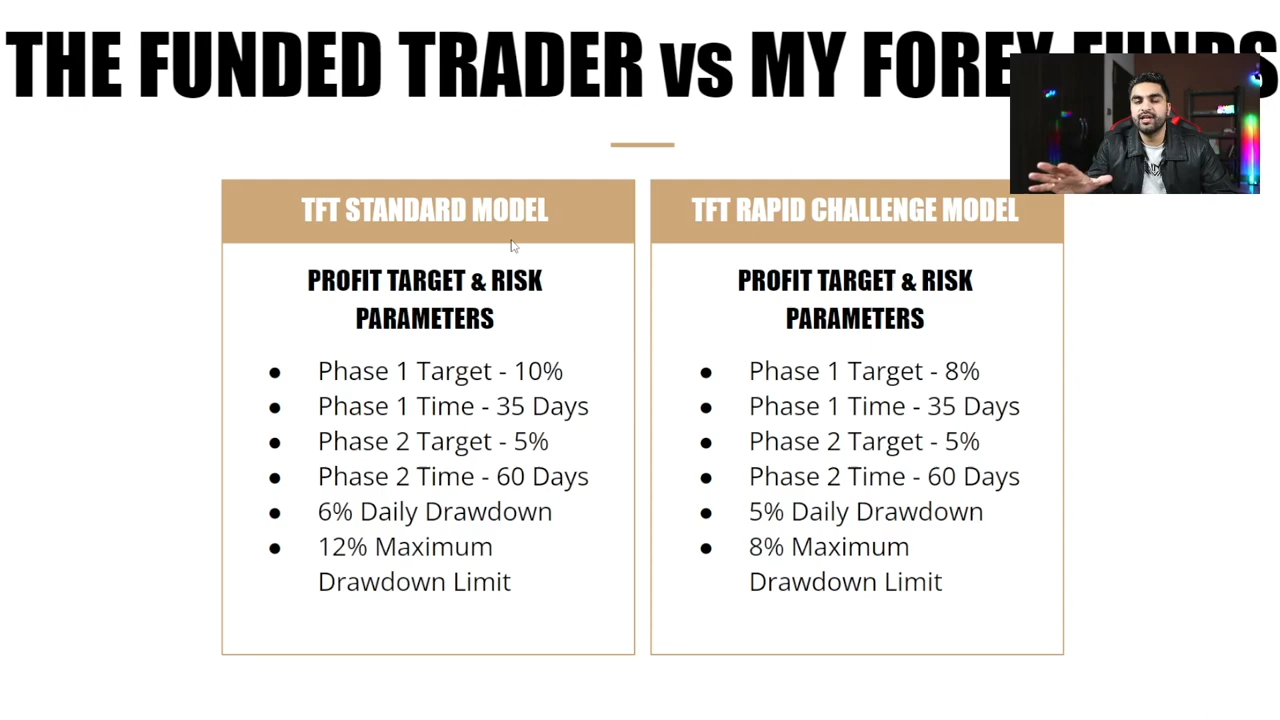 THE FUNDED TRADER vs MY FOREX FUNDS
TFT STANDARD MODEL
PROFIT TARGET & RISK
PARAMETERS
● Phase 1 Target - 10%
● Phase 1 Time - 35 Days
● Phase 2 Target - 5%
● Phase 2 Time - 60 Days
● 6% Daily Drawdown
● 12% Maximum
Drawdown Limit
TFT RAPID CHALLENGE MODEL
PROFIT TARGET & RISK
PARAMETERS
● Phase 1 Target - 8%
● Phase 1 Time - 35 Days
● Phase 2 Target - 5%
● Phase 2 Time - 60 Days
● 5% Daily Drawdown
● 8% Maximum
Drawdown Limit